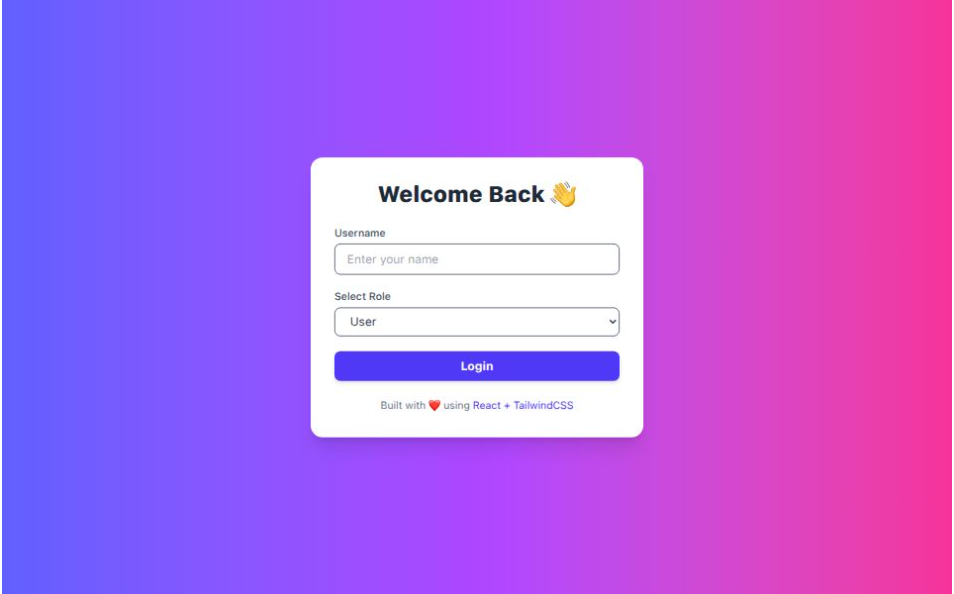 Welcome Back 👋
Username
Enter your name
Select Role
User
Login
Built with ❤️ using React + TailwindCSS